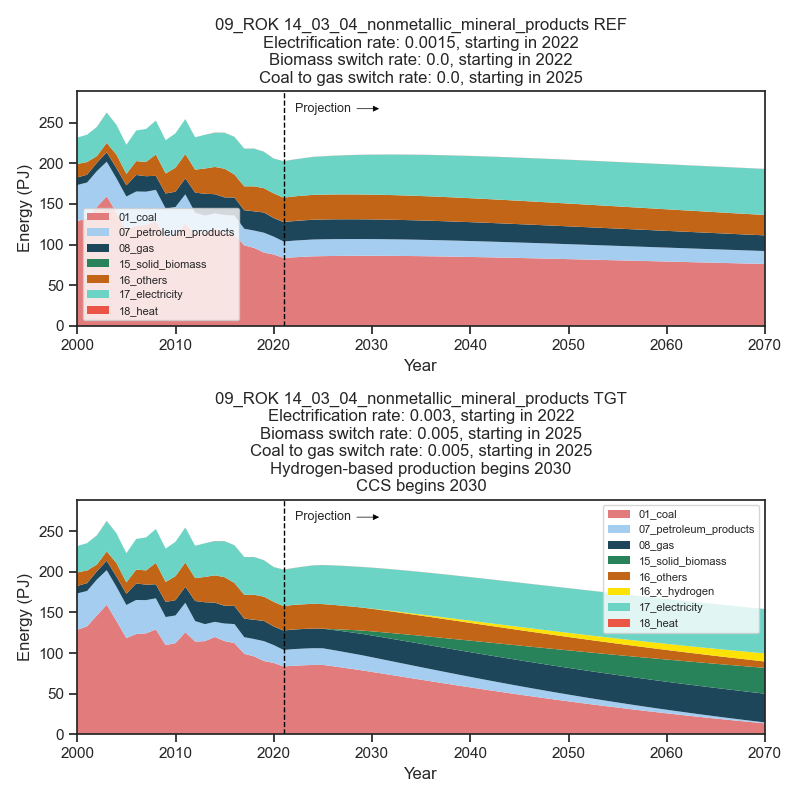 09_ROK 14_03_04_nonmetallic_mineral_products REF
Electrification rate: 0.0015, starting in 2022
Biomass switch rate: 0.0, starting in 2022
Coal to gas switch rate: 0.0, starting in 2025
Projection
Energy (PJ)
250
200
150
100
50
0
01_coal
07_petroleum_products
08_gas
15_solid_biomass
16_others
17_electricity
18_heat
2000 2010 2020 2030 2040 2050 2060 2070
Year
09_ROK 14_03_04_nonmetallic_mineral_products TGT
Electrification rate: 0.003, starting in 2022
Biomass switch rate: 0.005, starting in 2025
Coal to gas switch rate: 0.005, starting in 2025
Hydrogen-based production begins 2030
CCS begins 2030
Projection
Energy (PJ)
250
200
150
100
50
0
01_coal
07_petroleum_products
08_gas
15_solid_biomass
16_others
16_x_hydrogen
17_electricity
18_heat
2000 2010 2020 2030 2040 2050 2060 2070
Year